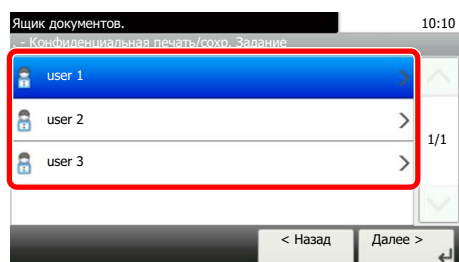 Ящик документов. 10:10
. - Конфиденциальная печать/сохр. Задание
user 1
user 2
1/1
user 3
< Назад Далее >